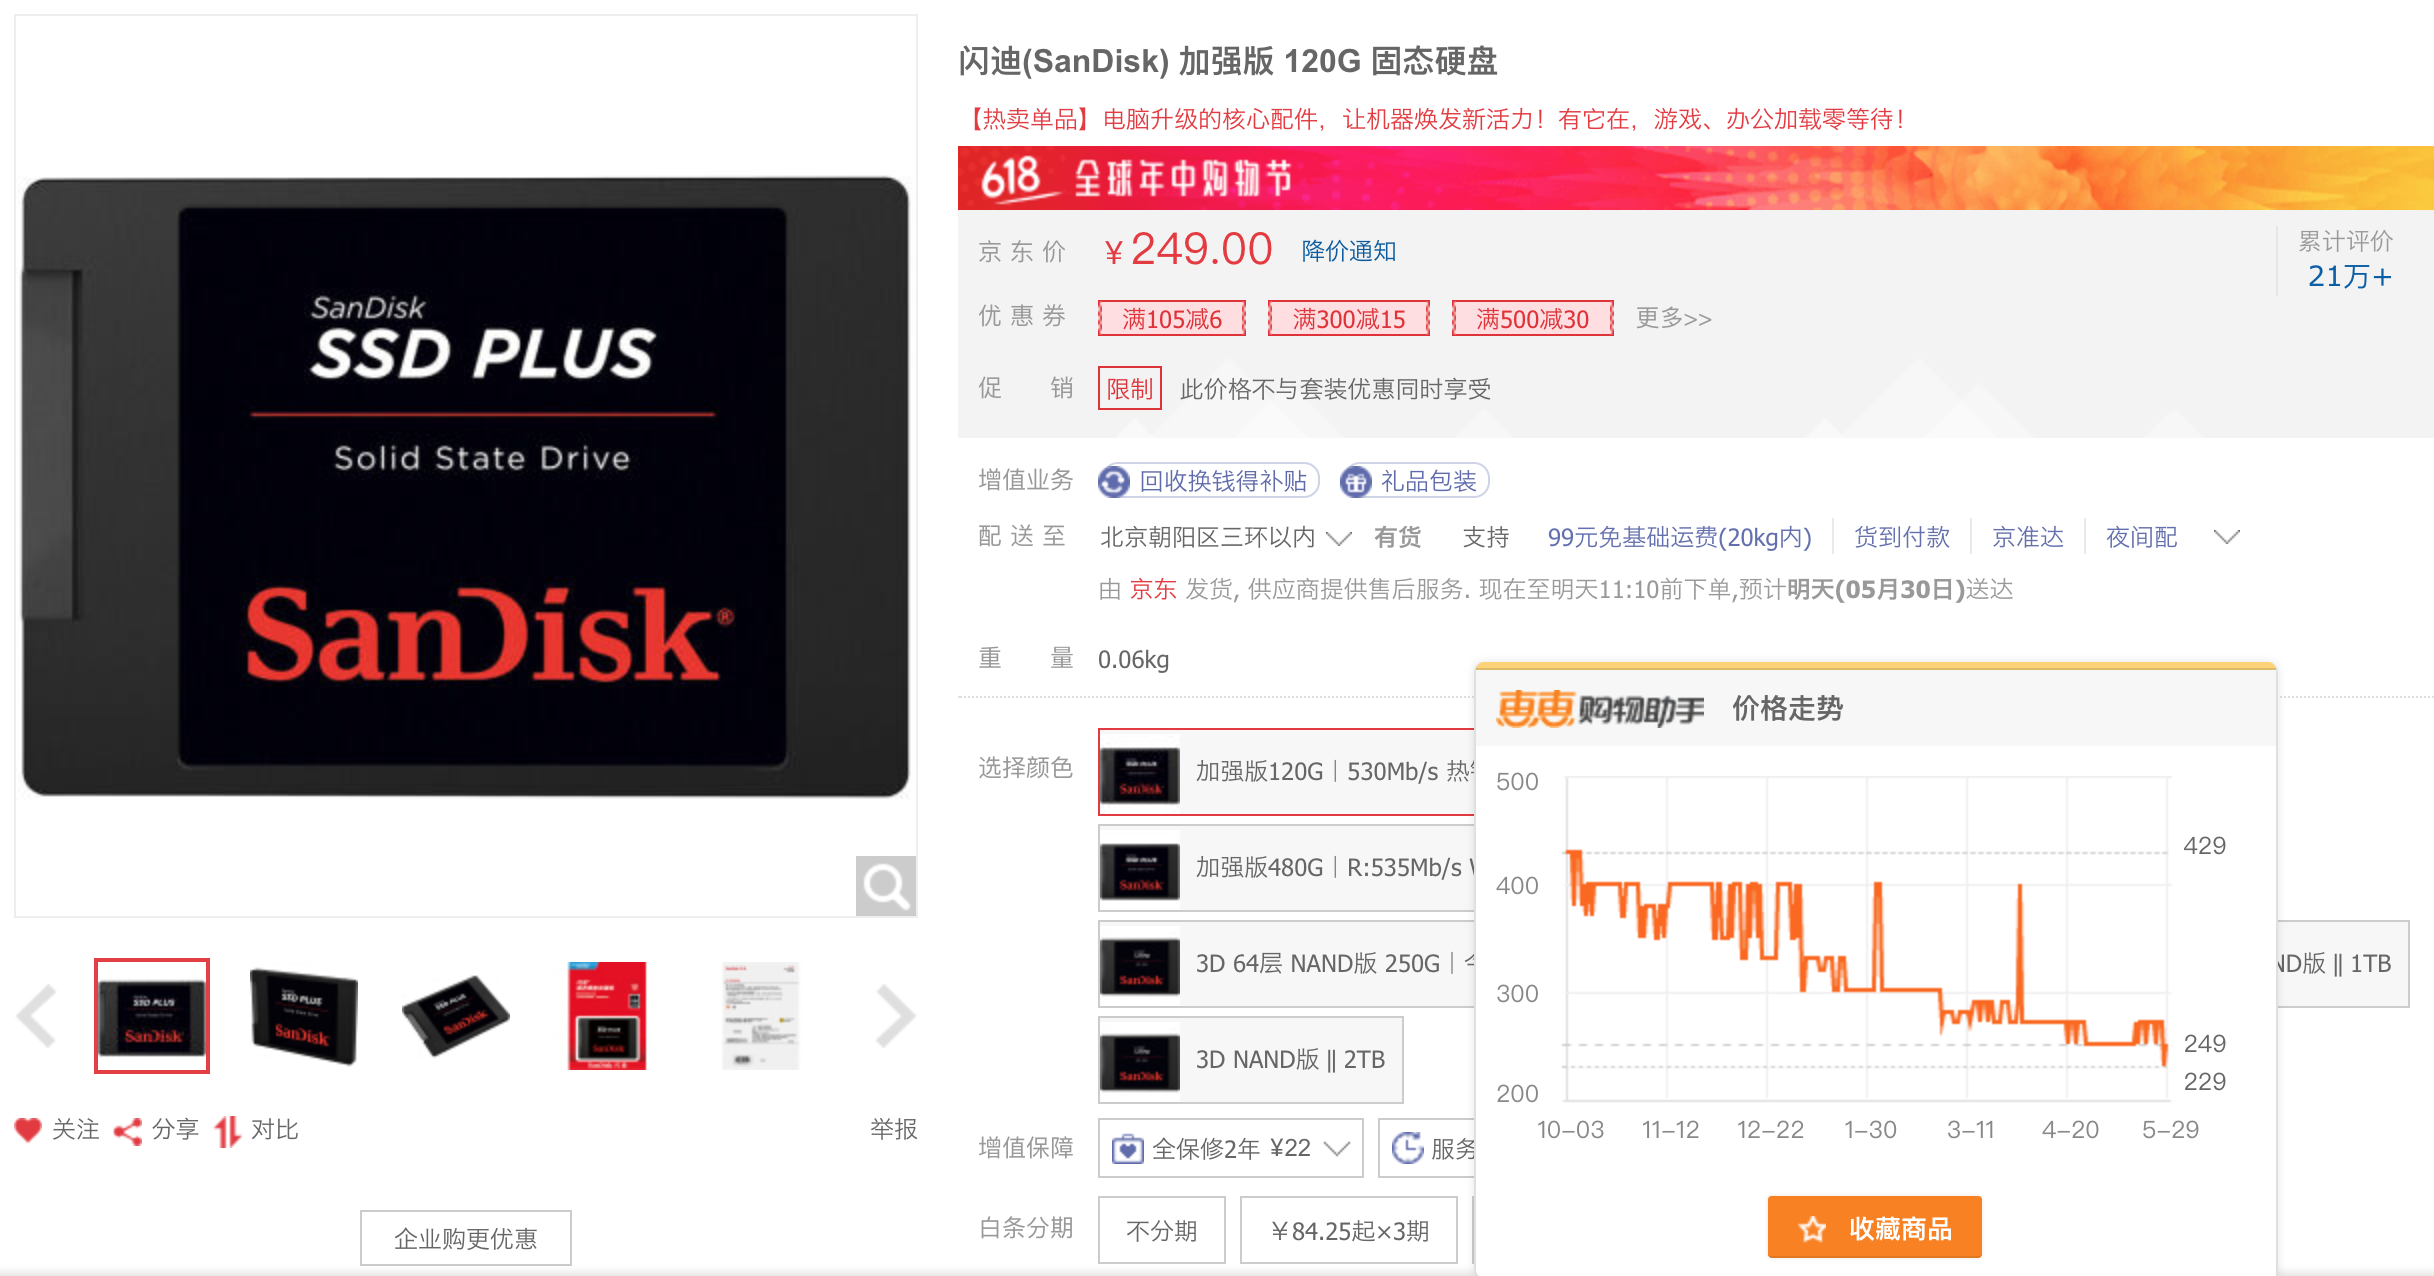 闪迪(SanDisk) 加强版 120G 固态硬盘
【热卖单品】电脑升级的核心配件，让机器焕发新活力！有它在，游戏、办公加载零等待！
618 全球年中购物节
京东价 ￥249.00 降价通知
累计评价
21万+
优惠券 满105减6 满300减15 满500减30 更多>>
促销 限制 此价格不与套装优惠同时享受
增值业务 回收换钱得补贴 礼品包装
配送至 北京朝阳区三环以内 有货 支持 99元免基础运费(20kg内) 货到付款 京准达 夜间配
由 京东 发货, 供应商提供售后服务. 现在至明天11:10前下单,预计明天(05月30日)送达
重量 0.06kg
选择颜色 加强版120G｜530Mb/s 热
加强版480G｜R:535Mb/s
3D 64层 NAND版 250G｜
ND版 ‖ 1TB
3D NAND版 ‖ 2TB
增值保障 全保修2年 ¥22 服务
白条分期 不分期 ￥84.25起×3期
SanDisk
SSD PLUS
Solid State Drive
SanDisk®
SSD PLUS
SanDisk
SSD PLUS
SanDisk
SSD PLUS
SanDisk
关注 分享 对比 举报
企业购更优惠
惠惠购物助手 价格走势
500
429
400
300
249
229
200
10-03 11-12 12-22 1-30 3-11 4-20 5-29
收藏商品